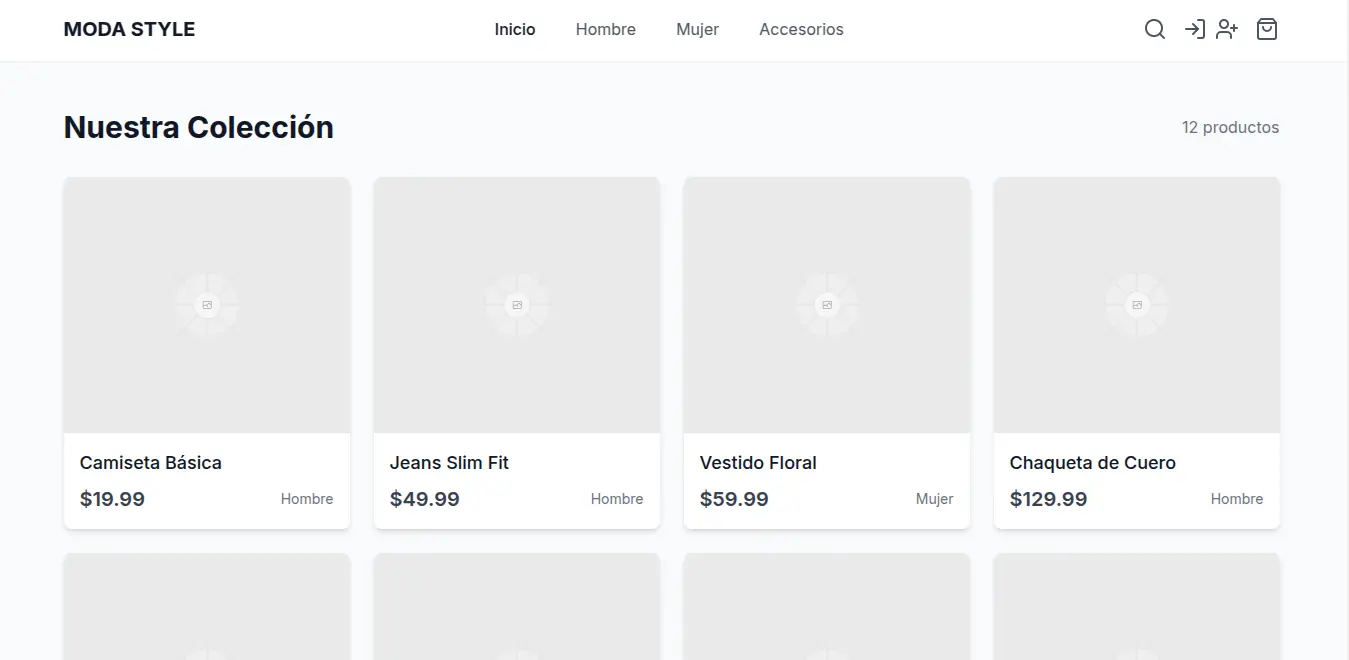 MODA STYLE
Inicio Hombre Mujer Accesorios
Nuestra Colección
12 productos
Camiseta Básica
$19.99 Hombre
Jeans Slim Fit
$49.99 Hombre
Vestido Floral
$59.99 Mujer
Chaqueta de Cuero
$129.99 Hombre